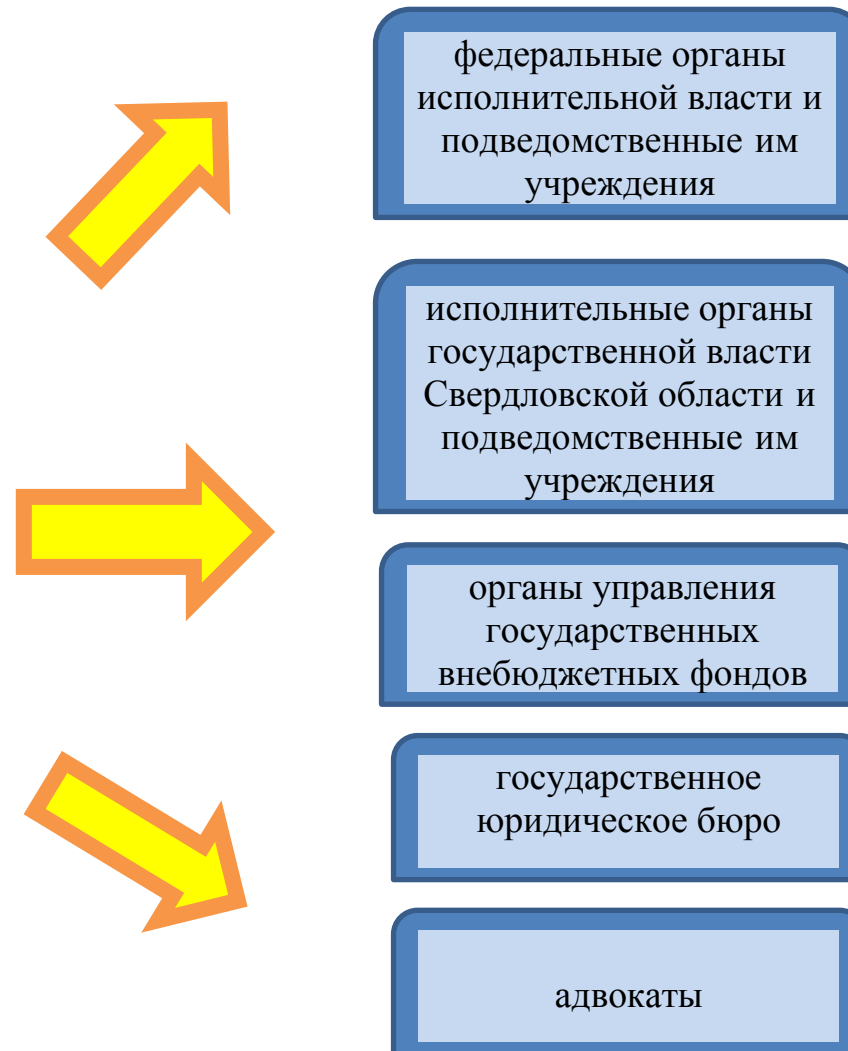 федеральные органы
исполнительной власти и
подведомственные им
учреждения
исполнительные органы
государственной власти
Свердловской области и
подведомственные им
учреждения
органы управления
государственных
внебюджетных фондов
государственное
юридическое бюро
адвокаты